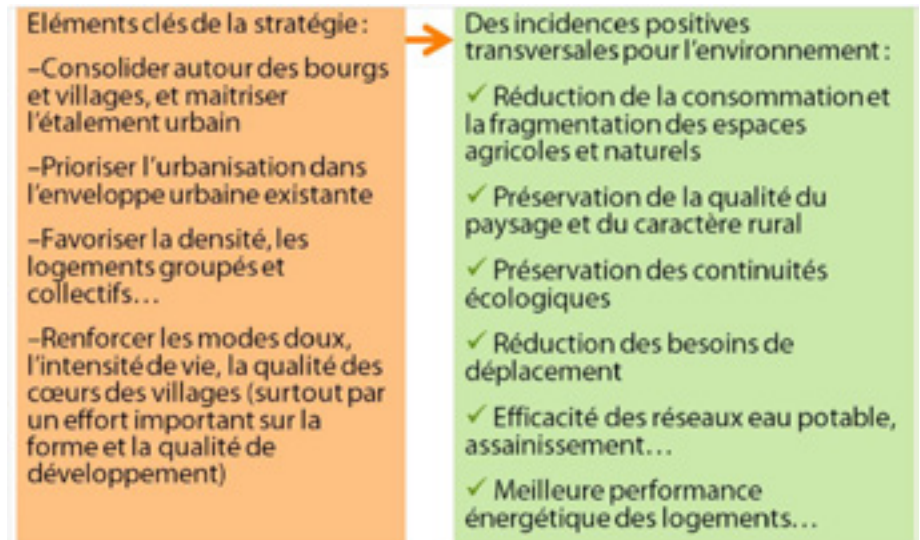 Eléments clés de la stratégie :
–Consolider autour des bourgs
et villages, et maitriser
l'étalement urbain
–Prioriser l'urbanisation dans
l'enveloppe urbaine existante
–Favoriser la densité, les
logements groupés et
collectifs…
–Renforcer les modes doux,
l'intensité de vie, la qualité des
cœurs des villages (surtout par
un effort important sur la
forme et la qualité de
développement)
Des incidences positives
transversales pour l'environnement :
✓ Réduction de la consommation et
la fragmentation des espaces
agricoles et naturels
✓ Préservation de la qualité du
paysage et du caractère rural
✓ Préservation des continuités
écologiques
✓ Réduction des besoins de
déplacement
✓ Efficacité des réseaux eau potable,
assainissement…
✓ Meilleure performance
énergétique des logements…